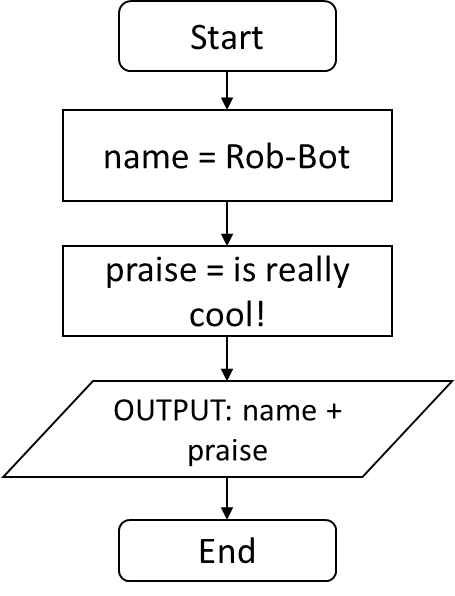 Start
name = Rob-Bot
praise = is really
cool!
OUTPUT: name +
praise
End